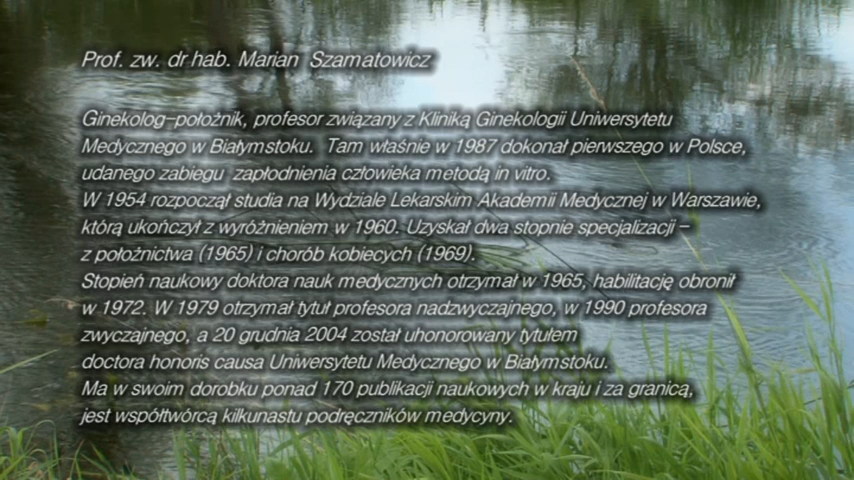 Prof. zw. dr hab. Marian Szamatowicz
Ginekolog-położnik, profesor związany z Kliniką Ginekologii Uniwersytetu
Medycznego w Białymstoku. Tam właśnie w 1987 dokonał pierwszego w Polsce,
udanego zabiegu zapłodnienia człowieka metodą in vitro.
W 1954 rozpoczął studia na Wydziale Lekarskim Akademii Medycznej w Warszawie,
którą ukończył z wyróżnieniem w 1960. Uzyskał dwa stopnie specjalizacji –
z położnictwa (1965) i chorób kobiecych (1969).
Stopień naukowy doktora nauk medycznych otrzymał w 1965, habilitację obronił
w 1972. W 1979 otrzymał tytuł profesora nadzwyczajnego, w 1990 profesora
zwyczajnego, a 20 grudnia 2004 został uhonorowany tytułem
doctora honoris causa Uniwersytetu Medycznego w Białymstoku.
Ma w swoim dorobku ponad 170 publikacji naukowych w kraju i za granicą,
jest współtwórcą kilkunastu podręczników medycyny.